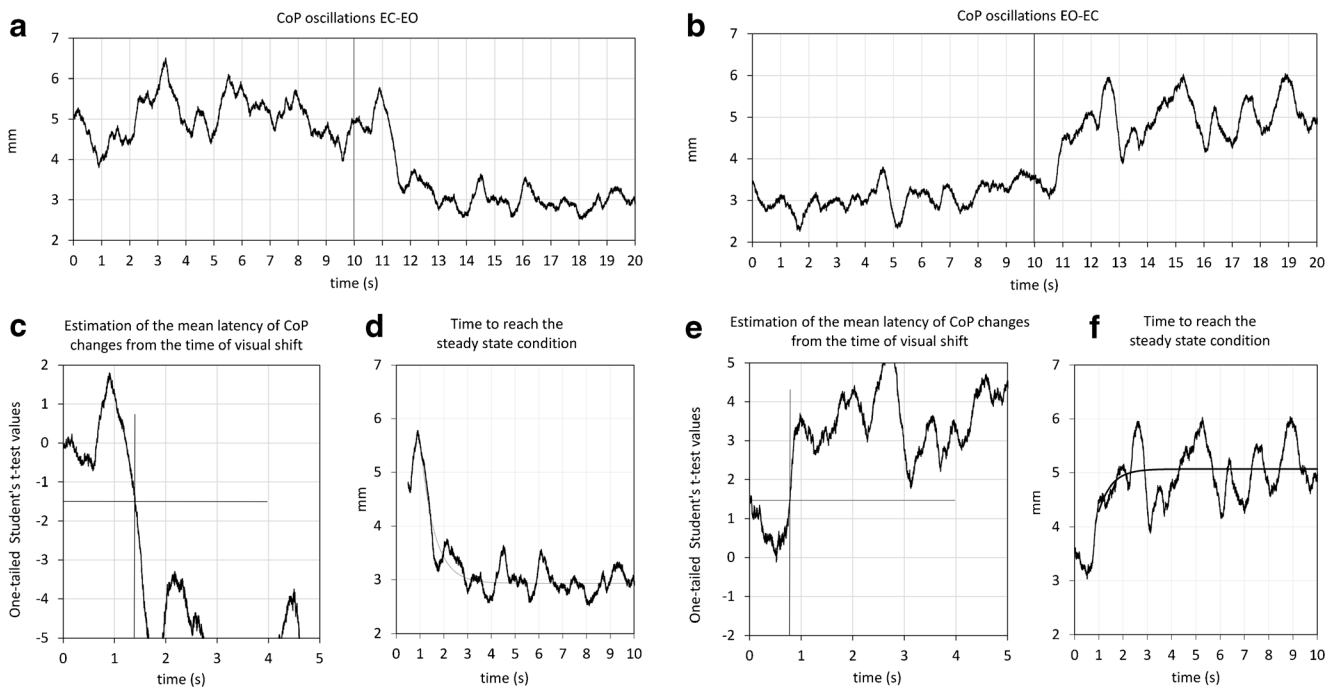 a
CoP oscillations EC-EO
7
6
5
4
3
2
mm
0 1 2 3 4 5 6 7 8 9 10 11 12 13 14 15 16 17 18 19 20
time (s)
b
CoP oscillations EO-EC
7
6
5
4
3
2
mm
0 1 2 3 4 5 6 7 8 9 10 11 12 13 14 15 16 17 18 19 20
time (s)
c
Estimation of the mean latency of CoP
changes from the time of visual shift
2
1
0
-1
-2
-3
-4
-5
One-tailed Student's t-test values
0 1 2 3 4 5
time (s)
d
Time to reach the
steady state condition
7
6
5
4
3
2
mm
0 1 2 3 4 5 6 7 8 9 10
time (s)
e
Estimation of the mean latency of CoP changes
from the time of visual shift
5
4
3
2
1
0
-1
-2
One-tailed Student's t-test values
0 1 2 3 4 5
time (s)
f
Time to reach the
steady state condition
7
6
5
4
3
2
mm
0 1 2 3 4 5 6 7 8 9 10
time (s)